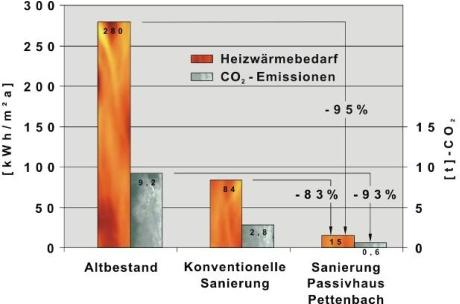 300
250
200
150
100
50
0
[kWh/m²a]
280
9,2
84
2,8
15
0,6
Heizwärmebedarf
CO₂-Emissionen
-95%
-83%
-93%
15
10
5
0
[t]-CO₂
Altbestand
Konventionelle
Sanierung
Sanierung
Passivhaus
Pettenbach